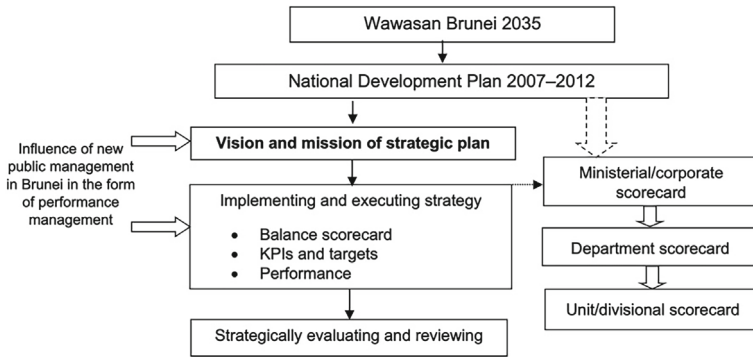 Wawasan Brunei 2035
National Development Plan 2007–2012
Influence of new
public management
in Brunei in the form
of performance
management
Vision and mission of strategic plan
Implementing and executing strategy
• Balance scorecard
• KPIs and targets
• Performance
Strategically evaluating and reviewing
Ministerial/corporate
scorecard
Department scorecard
Unit/divisional scorecard